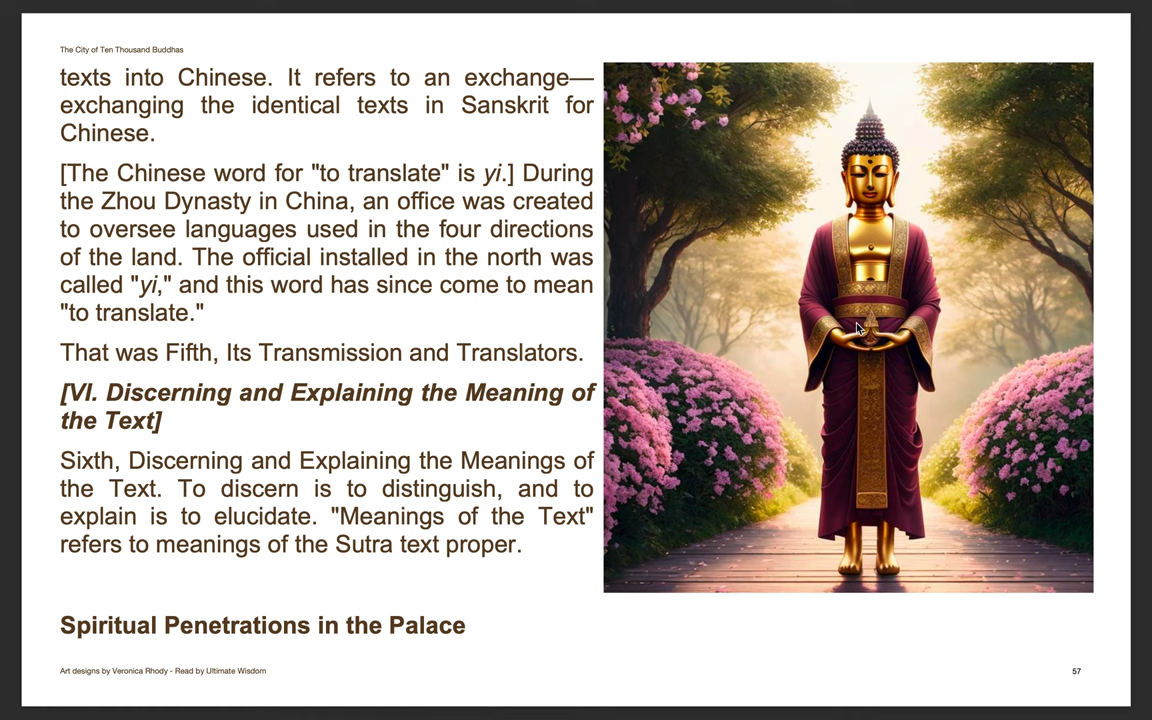 The City of Ten Thousand Buddhas
texts into Chinese. It refers to an exchange—
exchanging the identical texts in Sanskrit for
Chinese.
[The Chinese word for "to translate" is yi.] During
the Zhou Dynasty in China, an office was created
to oversee languages used in the four directions
of the land. The official installed in the north was
called "yi," and this word has since come to mean
"to translate."
That was Fifth, Its Transmission and Translators.
[VI. Discerning and Explaining the Meaning of
the Text]
Sixth, Discerning and Explaining the Meanings of
the Text. To discern is to distinguish, and to
explain is to elucidate. "Meanings of the Text"
refers to meanings of the Sutra text proper.
Spiritual Penetrations in the Palace
Art designs by Veronica Rhody - Read by Ultimate Wisdom
57